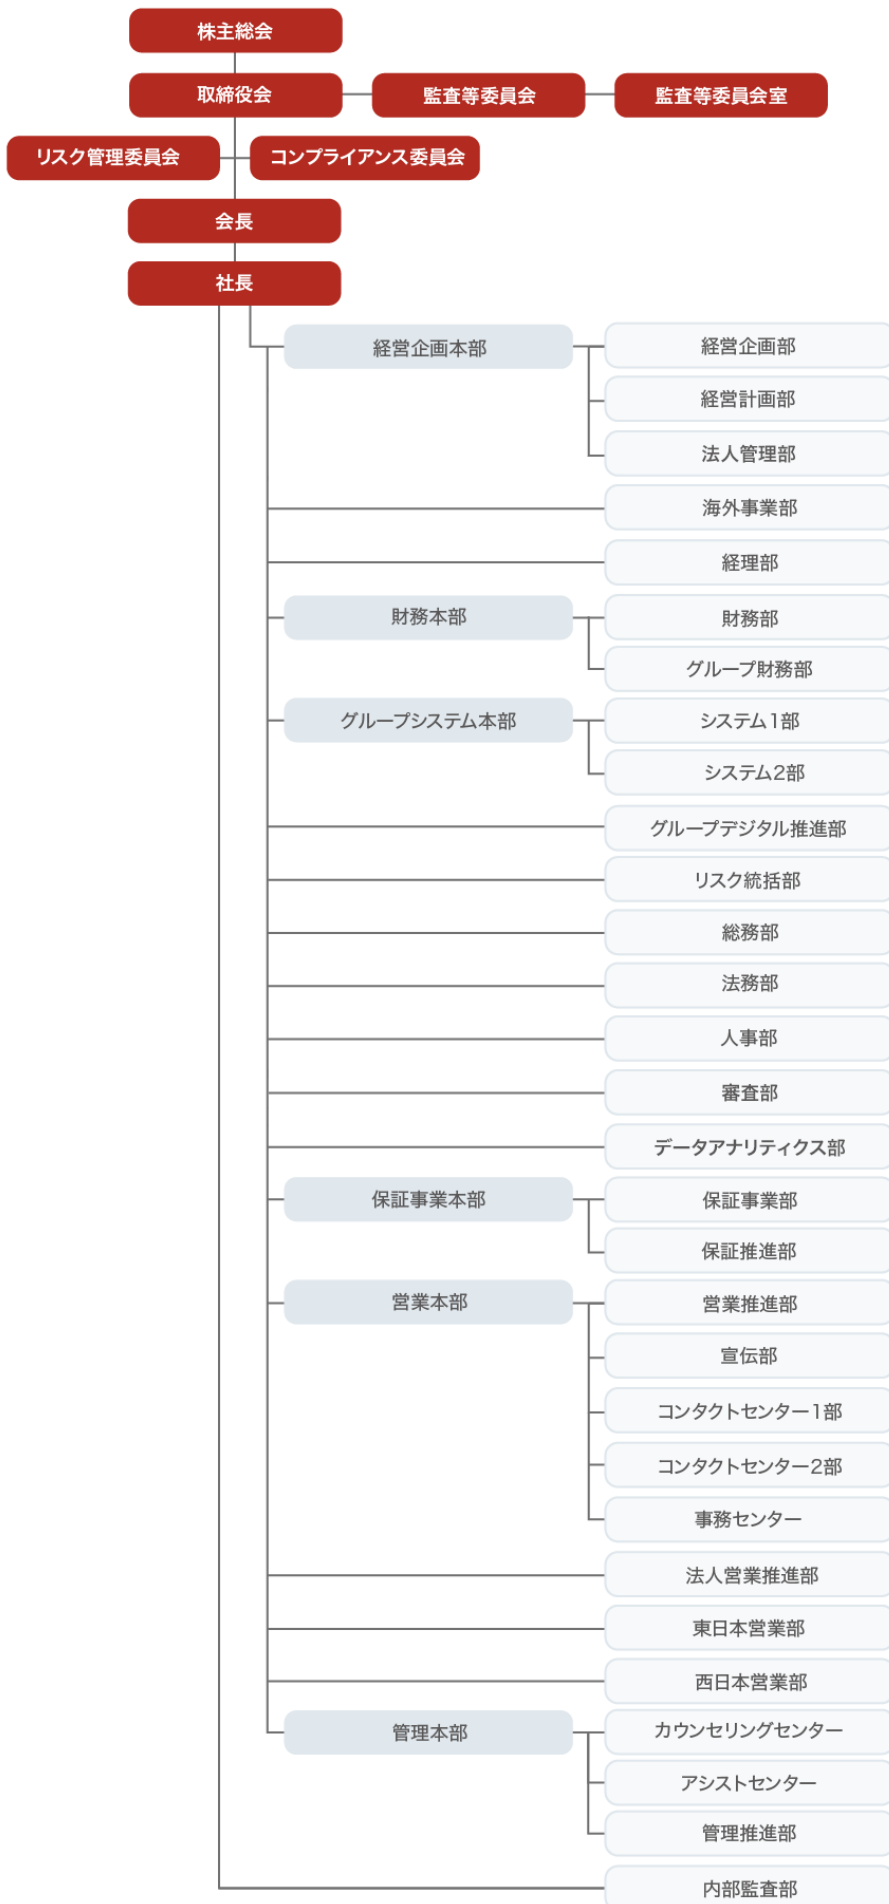 株主総会
取締役会
監査等委員会
監査等委員会室
リスク管理委員会
コンプライアンス委員会
会長
社長
経営企画本部
経営企画部
経営計画部
法人管理部
海外事業部
経理部
財務本部
財務部
グループ財務部
グループシステム本部
システム1部
システム2部
グループデジタル推進部
リスク統括部
総務部
法務部
人事部
審査部
データアナリティクス部
保証事業本部
保証事業部
保証推進部
営業本部
営業推進部
宣伝部
コンタクトセンター1部
コンタクトセンター2部
事務センター
法人営業推進部
東日本営業部
西日本営業部
管理本部
カウンセリングセンター
アシストセンター
管理推進部
内部監査部